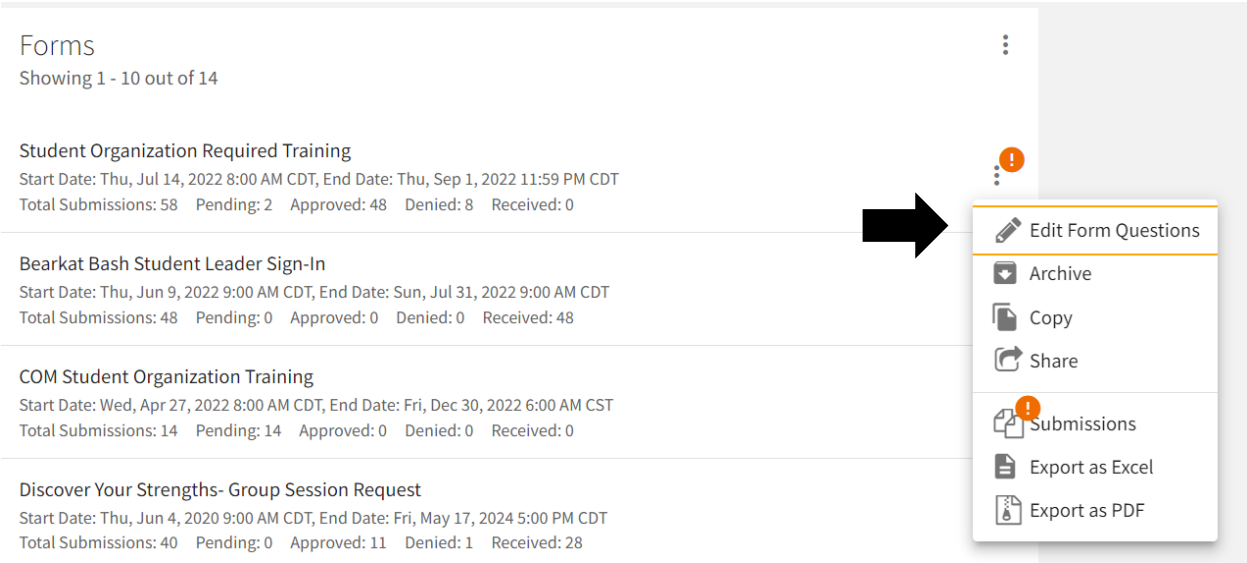 Forms
Showing 1 - 10 out of 14
Student Organization Required Training
Start Date: Thu, Jul 14, 2022 8:00 AM CDT, End Date: Thu, Sep 1, 2022 11:59 PM CDT
Total Submissions: 58 Pending: 2 Approved: 48 Denied: 8 Received: 0
Bearkat Bash Student Leader Sign-In
Start Date: Thu, Jun 9, 2022 9:00 AM CDT, End Date: Sun, Jul 31, 2022 9:00 AM CDT
Total Submissions: 48 Pending: 0 Approved: 0 Denied: 0 Received: 48
COM Student Organization Training
Start Date: Wed, Apr 27, 2022 8:00 AM CDT, End Date: Fri, Dec 30, 2022 6:00 AM CST
Total Submissions: 14 Pending: 14 Approved: 0 Denied: 0 Received: 0
Discover Your Strengths- Group Session Request
Start Date: Thu, Jun 4, 2020 9:00 AM CDT, End Date: Fri, May 17, 2024 5:00 PM CDT
Total Submissions: 40 Pending: 0 Approved: 11 Denied: 1 Received: 28
!
Edit Form Questions
Archive
Copy
Share
!
Submissions
Export as Excel
Export as PDF